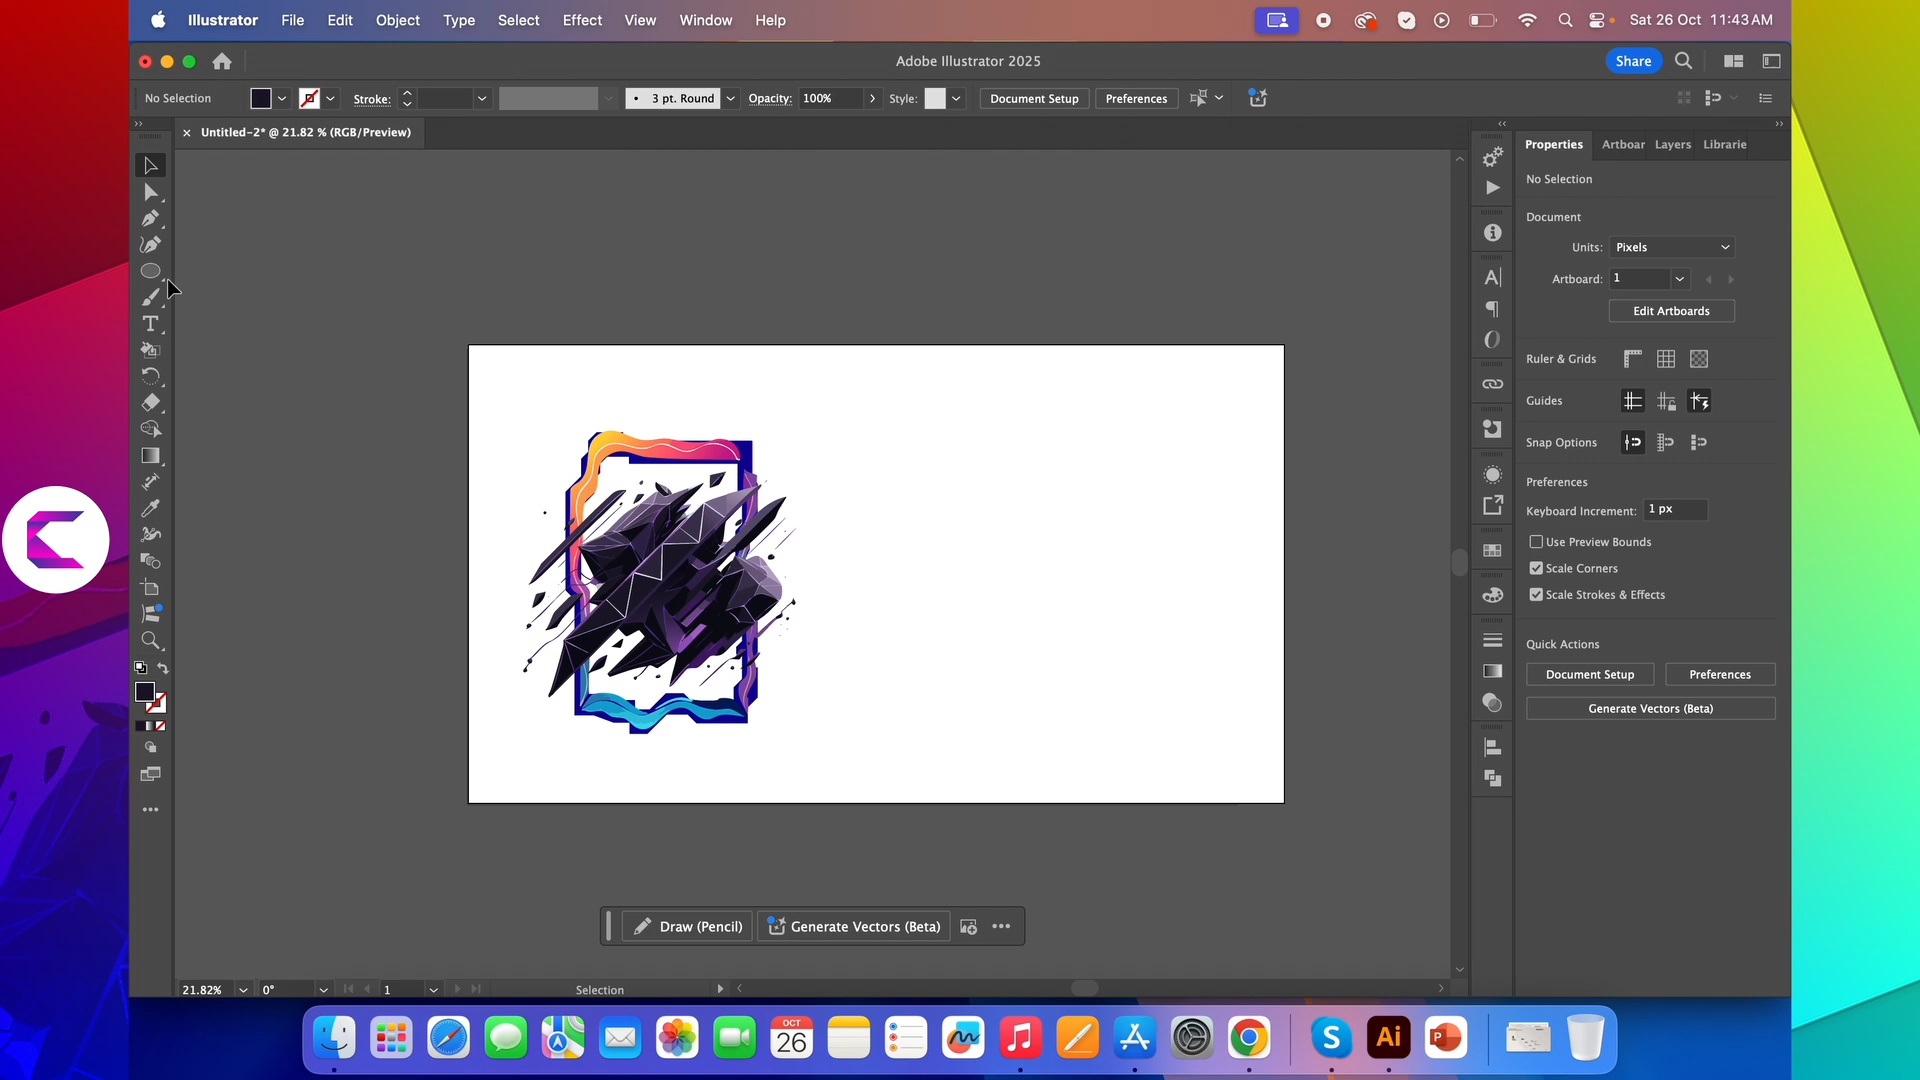 Illustrator File Edit Object Type Select Effect View Window Help
Sat 26 Oct 11:43 AM
Adobe Illustrator 2025
Share
No Selection
Stroke:
3 pt. Round
Opacity: 100%
Style:
Document Setup
Preferences
Untitled-2* @ 21.82 % (RGB/Preview)
Properties Artboar Layers Librarie
No Selection
Document
Units: Pixels
Artboard: 1
Edit Artboards
Ruler & Grids
Guides
Snap Options
Preferences
Keyboard Increment: 1 px
Use Preview Bounds
Scale Corners
Scale Strokes & Effects
Quick Actions
Document Setup Preferences
Generate Vectors (Beta)
Draw (Pencil) Generate Vectors (Beta)
21.82% 0° 1 Selection
OCT
26
Ai